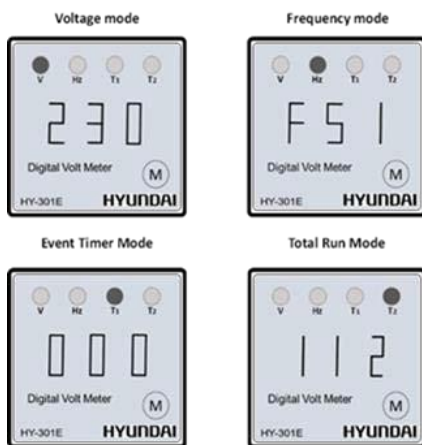 Voltage mode
V Hz T1 T2
230
Digital Volt Meter
M
HY-301E HYUNDAI
Frequency mode
V Hz T1 T2
F51
Digital Volt Meter
M
HY-301E HYUNDAI
Event Timer Mode
V Hz T1 T2
000
Digital Volt Meter
M
HY-301E HYUNDAI
Total Run Mode
V Hz T1 T2
112
Digital Volt Meter
M
HY-301E HYUNDAI